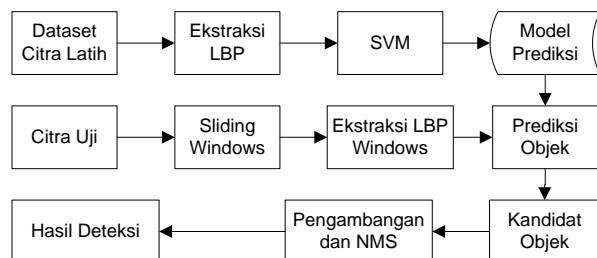 Dataset
Citra Latih
Ekstraksi
LBP
SVM
Model
Prediksi
Citra Uji
Sliding
Windows
Ekstraksi LBP
Windows
Prediksi
Objek
Hasil Deteksi
Pengambangan
dan NMS
Kandidat
Objek